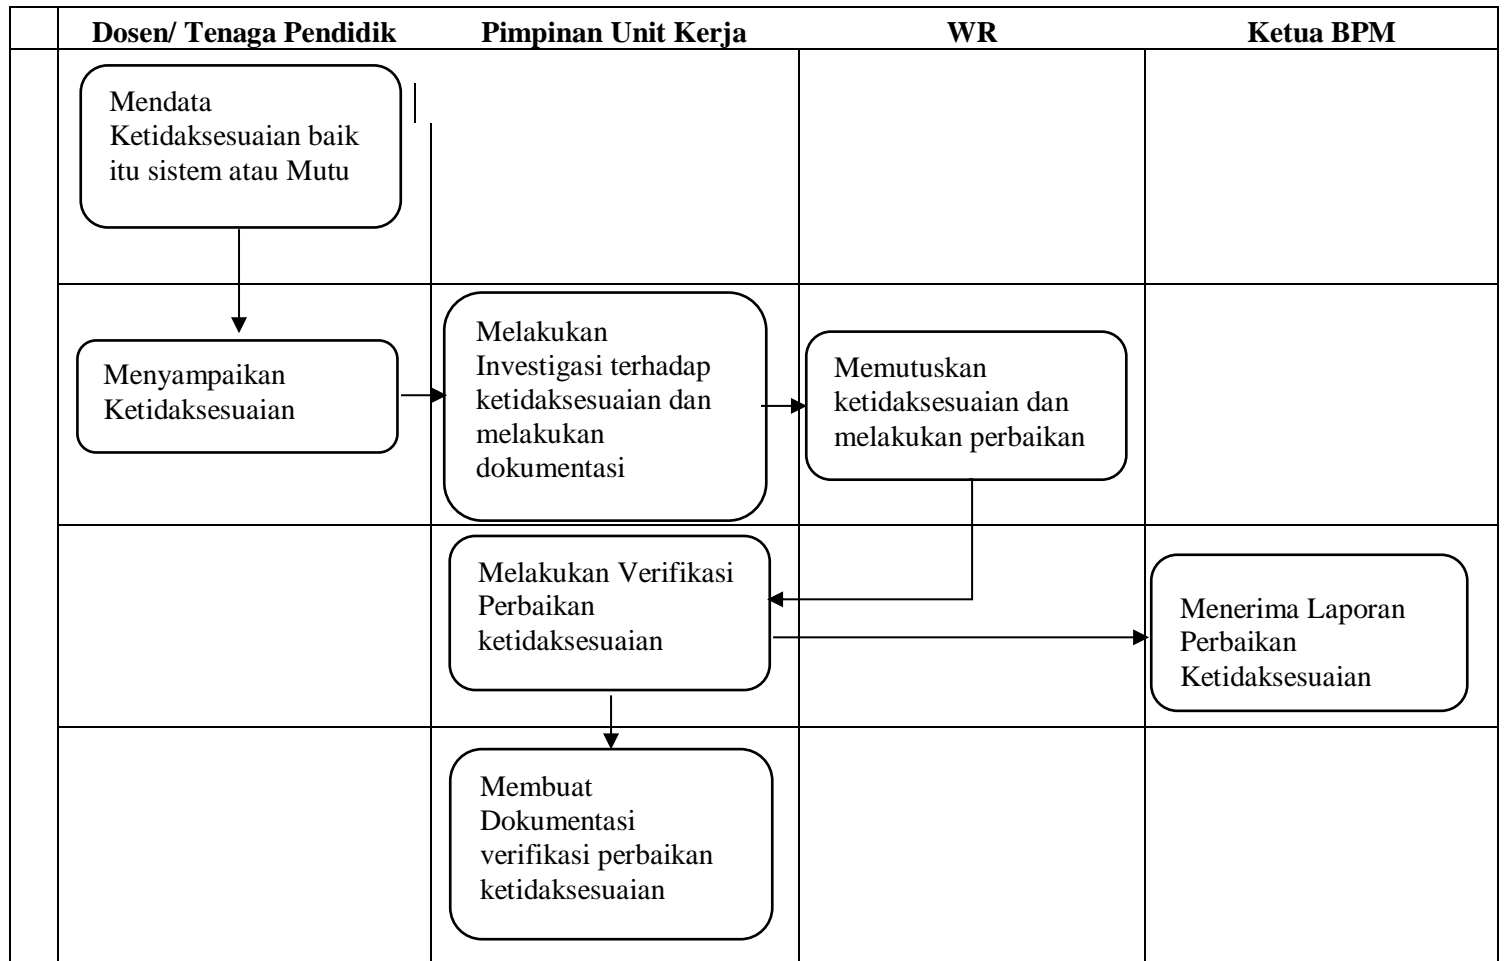 Dosen/ Tenaga Pendidik
Pimpinan Unit Kerja
WR
Ketua BPM
Mendata
Ketidaksesuaian baik
itu sistem atau Mutu
Menyampaikan
Ketidaksesuaian
Melakukan
Investigasi terhadap
ketidaksesuaian dan
melakukan
dokumentasi
Memutuskan
ketidaksesuaian dan
melakukan perbaikan
Melakukan Verifikasi
Perbaikan
ketidaksesuaian
Menerima Laporan
Perbaikan
Ketidaksesuaian
Membuat
Dokumentasi
verifikasi perbaikan
ketidaksesuaian